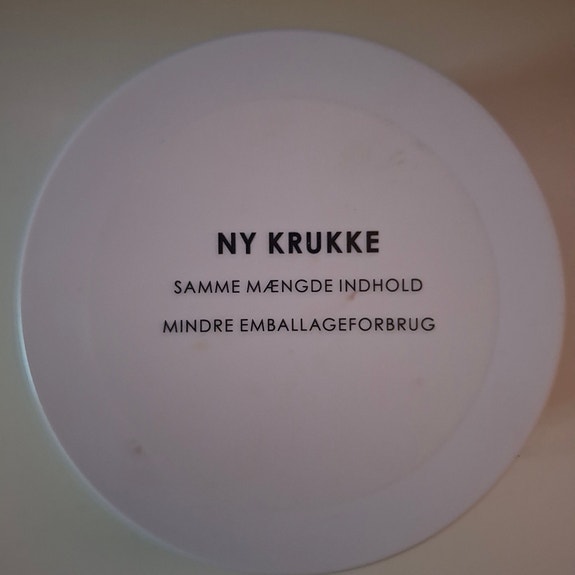 NY KRUKKE
SAMME MÆNGDE INDHOLD
MINDRE EMBALLAGEFORBRUG